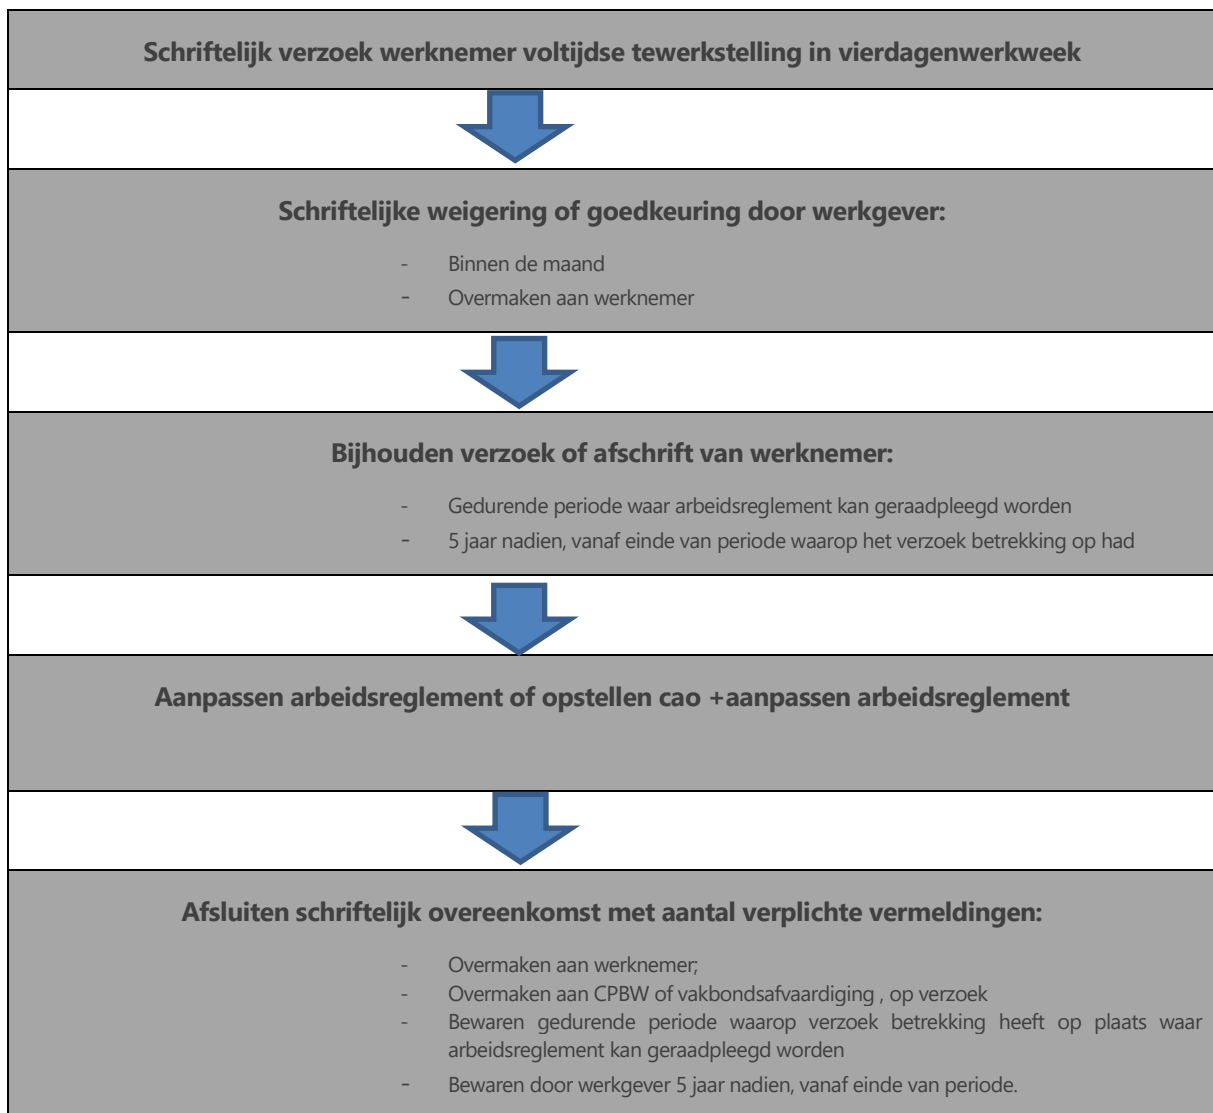 Schriftelijk verzoek werknemer voltijdse tewerkstelling in vierdagenwerkweek
Schriftelijke weigering of goedkeuring door werkgever:
- Binnen de maand
- Overmaken aan werknemer
Bijhouden verzoek of afschrift van werknemer:
- Gedurende periode waar arbeidsreglement kan geraadpleegd worden
- 5 jaar nadien, vanaf einde van periode waarop het verzoek betrekking op had
Aanpassen arbeidsreglement of opstellen cao +aanpassen arbeidsreglement
Afsluiten schriftelijk overeenkomst met aantal verplichte vermeldingen:
- Overmaken aan werknemer;
- Overmaken aan CPBW of vakbondsafvaardiging , op verzoek
- Bewaren gedurende periode waarop verzoek betrekking heeft op plaats waar
arbeidsreglement kan geraadpleegd worden
- Bewaren door werkgever 5 jaar nadien, vanaf einde van periode.